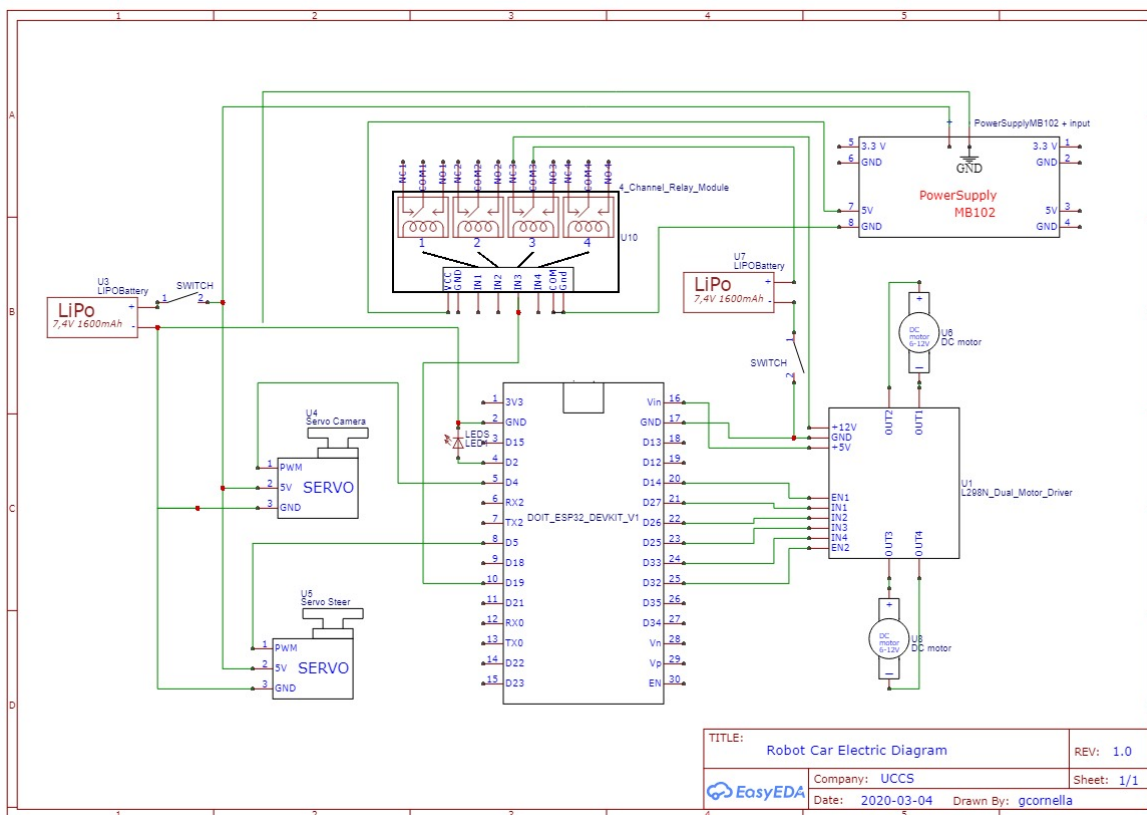 1 2 3 4 5
A
B
C
D
PowerSupplyMB102 + input
+ -
5 3.3 V
6 GND
7 5V
8 GND
3.3 V 1
GND 2
5V 3
GND 4
GND
PowerSupply
MB102
NC1 COM1 NO1 NC2 COM2 NO2 NC3 COM3 NO3 NC4 COM4 NO4
4_Channel_Relay_Module
1 2 3 4
U10
VCC GND IN1 IN2 IN3 IN4 COM Gnd
U7
LIPOBattery
LiPo
7,4V 1600mAh
+
-
U3
LIPOBattery
LiPo
7,4V 1600mAh
+
-
SWITCH
1 2
SWITCH
1
2
+
DC
motor
6-12V
U6
DC motor
U4
Servo Camera
1 PWM
2 5V
3 GND
SERVO
U5
Servo Steer
1 PWM
2 5V
3 GND
SERVO
LEDS
LED
1 3V3
2 GND
3 D15
4 D2
5 D4
6 RX2
7 TX2
8 D5
9 D18
10 D19
11 D21
12 RX0
13 TX0
14 D22
15 D23
DOIT_ESP32_DEVKIT_V1
Vin 16
GND 17
D13 18
D12 19
D14 20
D27 21
D26 22
D25 23
D33 24
D32 25
D35 26
D34 27
Vn 28
Vp 29
EN 30
OUT2 OUT1
+12V
GND
+5V
EN1
IN1
IN2
IN3
IN4
EN2
OUT3 OUT4
U1
L298N_Dual_Motor_Driver
+
DC
motor
6-12V
DC motor
TITLE:
Robot Car Electric Diagram
REV: 1.0
EasyEDA
Company: UCCS
Sheet: 1/1
Date: 2020-03-04 Drawn By: gcornella
1 2 3 4 5